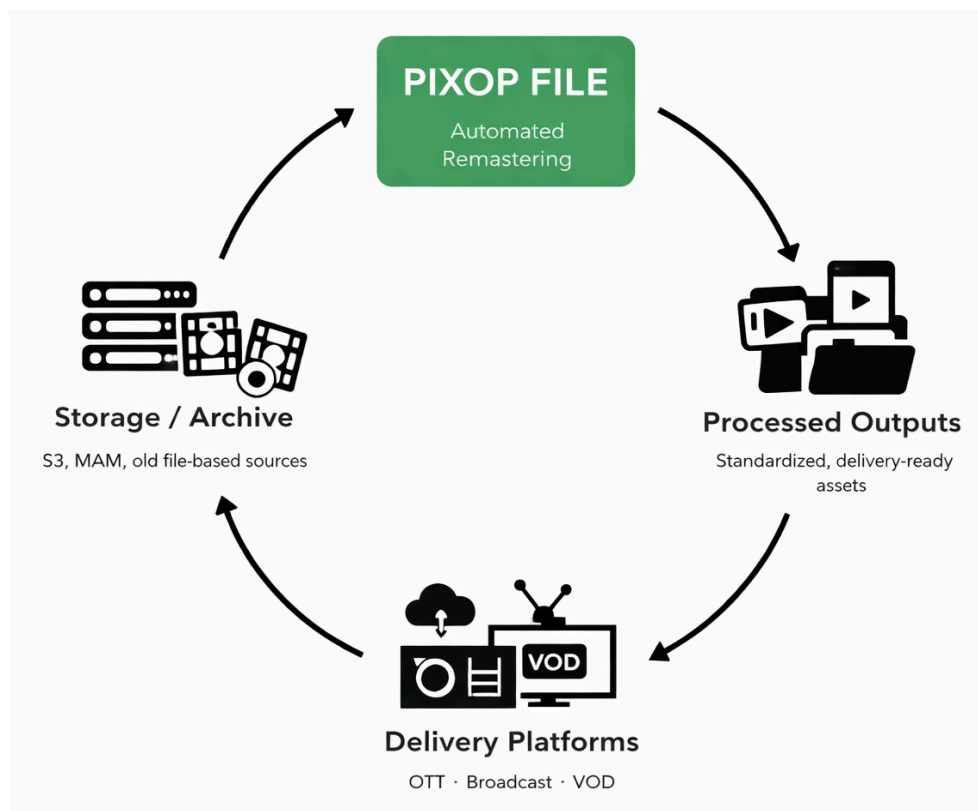 PIXOP FILE
Automated
Remastering
Storage / Archive
S3, MAM, old file-based sources
Processed Outputs
Standardized, delivery-ready
assets
VOD
Delivery Platforms
OTT · Broadcast · VOD